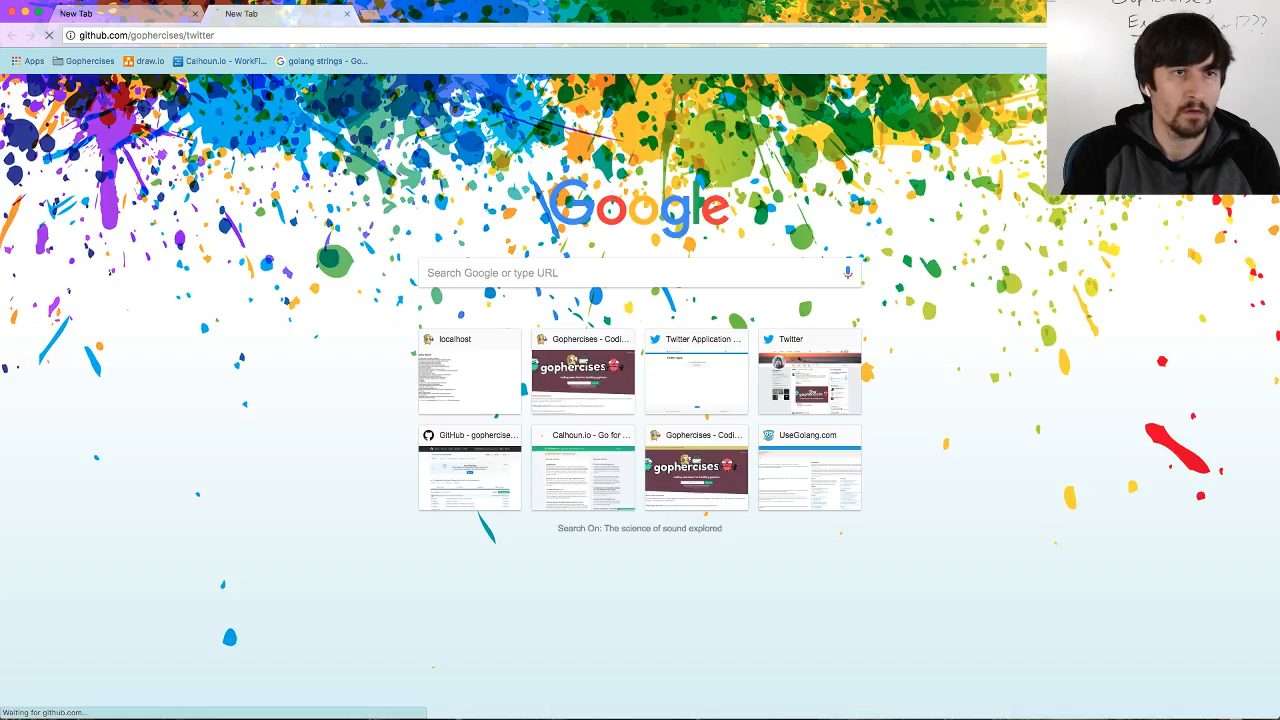 New Tab
New Tab
github.com/gophercises/twitter
Apps
Gophercises
draw.io
Calhoun.io - WorkFl...
golang strings - Go...
Google
Search Google or type URL
localhost
Gophercises - Codi...
Twitter Application ...
Twitter
gophercises
GitHub - gophercise...
Calhoun.io - Go for ...
Gophercises - Codi...
UseGolang.com
gophercises
Search On: The science of sound explored
Waiting for github.com...